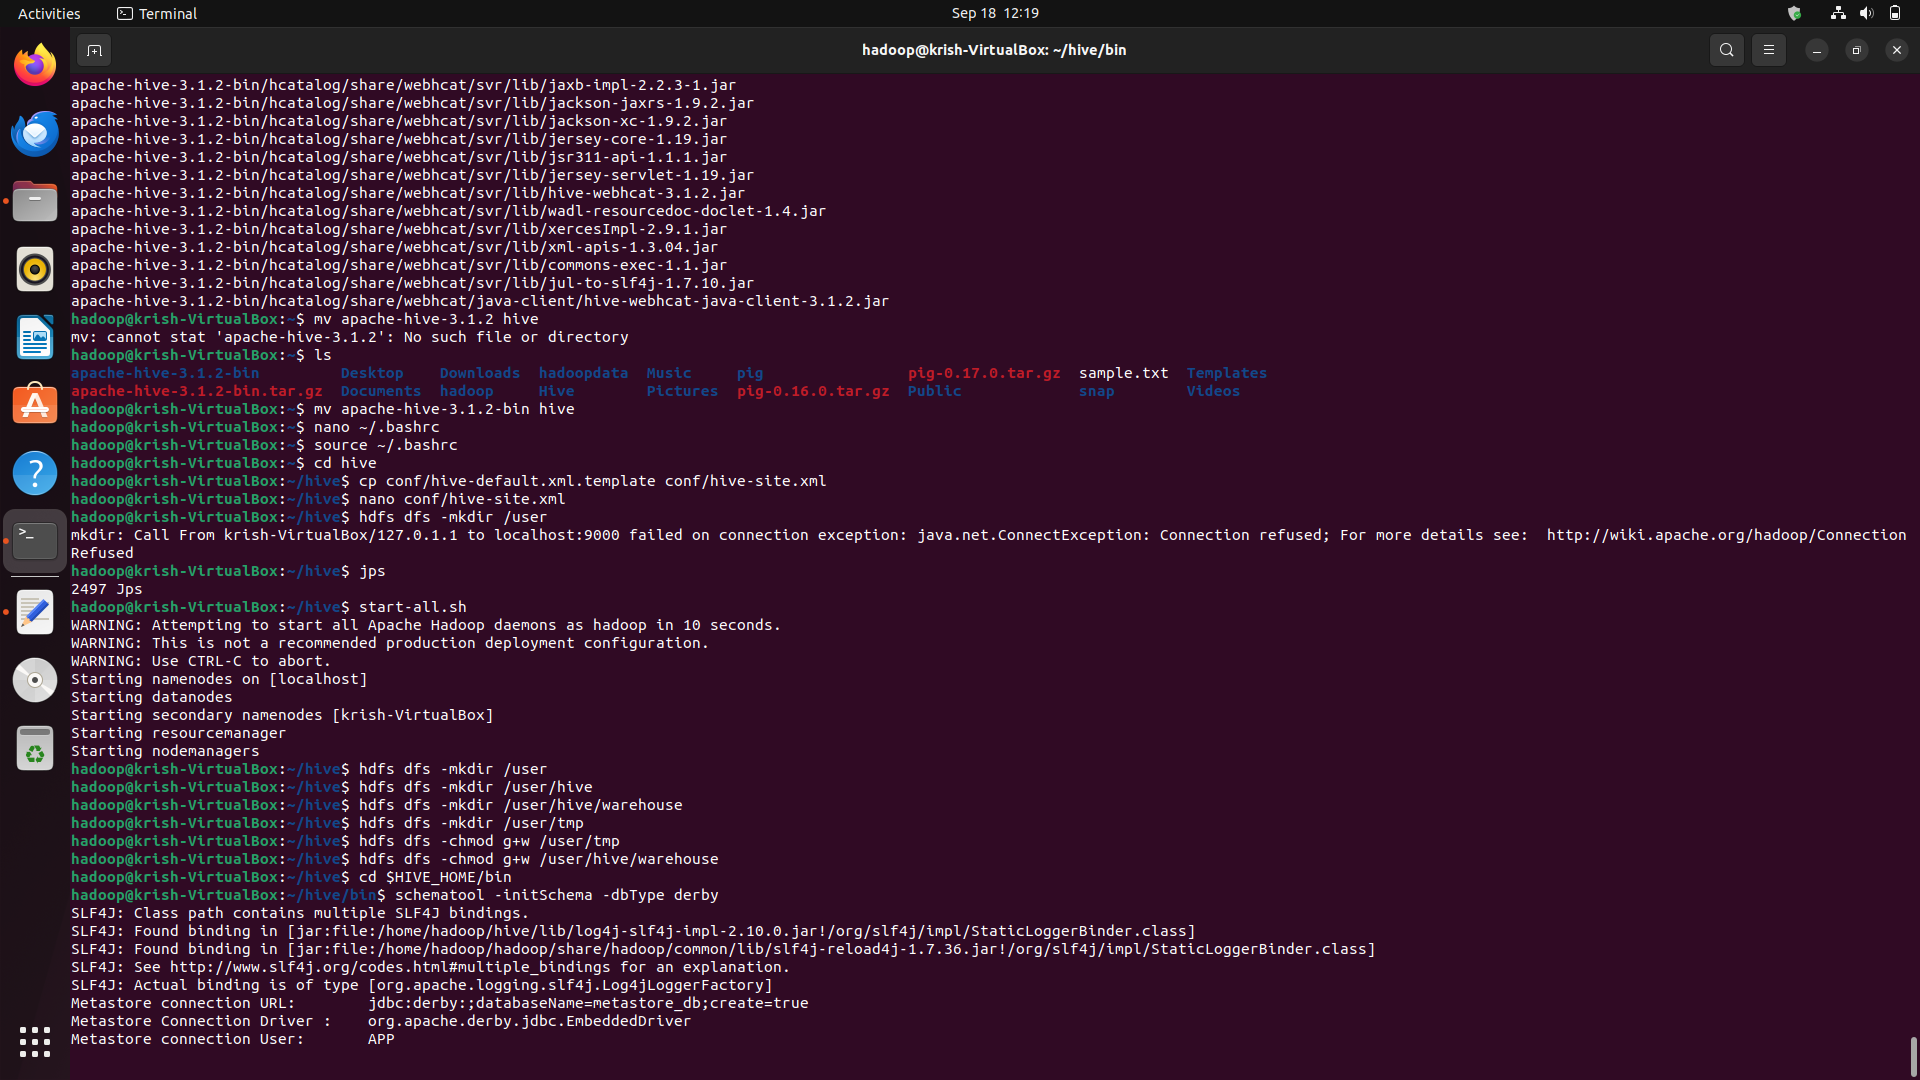 Activities
Terminal
Sep 18 12:19
hadoop@krish-VirtualBox: ~/hive/bin
apache-hive-3.1.2-bin/hcatalog/share/webhcat/svr/lib/jaxb-impl-2.2.3-1.jar
apache-hive-3.1.2-bin/hcatalog/share/webhcat/svr/lib/jackson-jaxrs-1.9.2.jar
apache-hive-3.1.2-bin/hcatalog/share/webhcat/svr/lib/jackson-xc-1.9.2.jar
apache-hive-3.1.2-bin/hcatalog/share/webhcat/svr/lib/jersey-core-1.19.jar
apache-hive-3.1.2-bin/hcatalog/share/webhcat/svr/lib/jsr311-api-1.1.1.jar
apache-hive-3.1.2-bin/hcatalog/share/webhcat/svr/lib/jersey-servlet-1.19.jar
apache-hive-3.1.2-bin/hcatalog/share/webhcat/svr/lib/hive-webhcat-3.1.2.jar
apache-hive-3.1.2-bin/hcatalog/share/webhcat/svr/lib/wadl-resourcedoc-doclet-1.4.jar
apache-hive-3.1.2-bin/hcatalog/share/webhcat/svr/lib/xercesImpl-2.9.1.jar
apache-hive-3.1.2-bin/hcatalog/share/webhcat/svr/lib/xml-apis-1.3.04.jar
apache-hive-3.1.2-bin/hcatalog/share/webhcat/svr/lib/commons-exec-1.1.jar
apache-hive-3.1.2-bin/hcatalog/share/webhcat/svr/lib/jul-to-slf4j-1.7.10.jar
apache-hive-3.1.2-bin/hcatalog/share/webhcat/java-client/hive-webhcat-java-client-3.1.2.jar
hadoop@krish-VirtualBox:~$ mv apache-hive-3.1.2 hive
mv: cannot stat 'apache-hive-3.1.2': No such file or directory
hadoop@krish-VirtualBox:~$ ls
apache-hive-3.1.2-bin Desktop Downloads hadoopdata Music pig pig-0.17.0.tar.gz sample.txt Templates
apache-hive-3.1.2-bin.tar.gz Documents hadoop Hive Pictures pig-0.16.0.tar.gz Public snap Videos
hadoop@krish-VirtualBox:~$ mv apache-hive-3.1.2-bin hive
hadoop@krish-VirtualBox:~$ nano ~/.bashrc
hadoop@krish-VirtualBox:~$ source ~/.bashrc
hadoop@krish-VirtualBox:~$ cd hive
hadoop@krish-VirtualBox:~/hive$ cp conf/hive-default.xml.template conf/hive-site.xml
hadoop@krish-VirtualBox:~/hive$ nano conf/hive-site.xml
hadoop@krish-VirtualBox:~/hive$ hdfs dfs -mkdir /user
mkdir: Call From krish-VirtualBox/127.0.1.1 to localhost:9000 failed on connection exception: java.net.ConnectException: Connection refused; For more details see:  http://wiki.apache.org/hadoop/Connection
Refused
hadoop@krish-VirtualBox:~/hive$ jps
2497 Jps
hadoop@krish-VirtualBox:~/hive$ start-all.sh
WARNING: Attempting to start all Apache Hadoop daemons as hadoop in 10 seconds.
WARNING: This is not a recommended production deployment configuration.
WARNING: Use CTRL-C to abort.
Starting namenodes on [localhost]
Starting datanodes
Starting secondary namenodes [krish-VirtualBox]
Starting resourcemanager
Starting nodemanagers
hadoop@krish-VirtualBox:~/hive$ hdfs dfs -mkdir /user
hadoop@krish-VirtualBox:~/hive$ hdfs dfs -mkdir /user/hive
hadoop@krish-VirtualBox:~/hive$ hdfs dfs -mkdir /user/hive/warehouse
hadoop@krish-VirtualBox:~/hive$ hdfs dfs -mkdir /user/tmp
hadoop@krish-VirtualBox:~/hive$ hdfs dfs -chmod g+w /user/tmp
hadoop@krish-VirtualBox:~/hive$ hdfs dfs -chmod g+w /user/hive/warehouse
hadoop@krish-VirtualBox:~/hive$ cd $HIVE_HOME/bin
hadoop@krish-VirtualBox:~/hive/bin$ schematool -initSchema -dbType derby
SLF4J: Class path contains multiple SLF4J bindings.
SLF4J: Found binding in [jar:file:/home/hadoop/hive/lib/log4j-slf4j-impl-2.10.0.jar!/org/slf4j/impl/StaticLoggerBinder.class]
SLF4J: Found binding in [jar:file:/home/hadoop/hadoop/share/hadoop/common/lib/slf4j-reload4j-1.7.36.jar!/org/slf4j/impl/StaticLoggerBinder.class]
SLF4J: See http://www.slf4j.org/codes.html#multiple_bindings for an explanation.
SLF4J: Actual binding is of type [org.apache.logging.slf4j.Log4jLoggerFactory]
Metastore connection URL:        jdbc:derby:;databaseName=metastore_db;create=true
Metastore Connection Driver :    org.apache.derby.jdbc.EmbeddedDriver
Metastore connection User:       APP